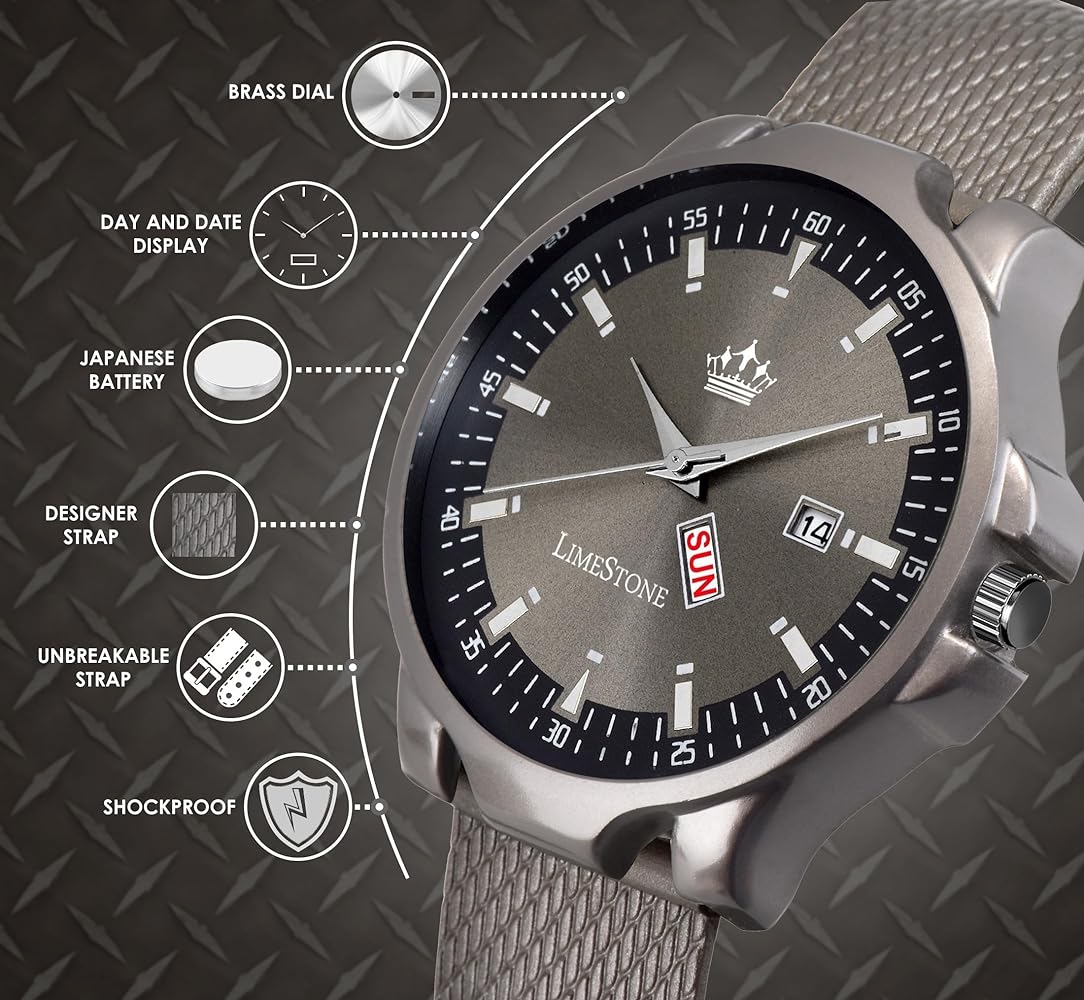 BRASS DIAL
DAY AND DATE
DISPLAY
JAPANESE
BATTERY
DESIGNER
STRAP
UNBREAKABLE
STRAP
SHOCKPROOF
60
05
10
15
20
25
30
35
40
45
50
55
LIMESTONE
SUN
14
20